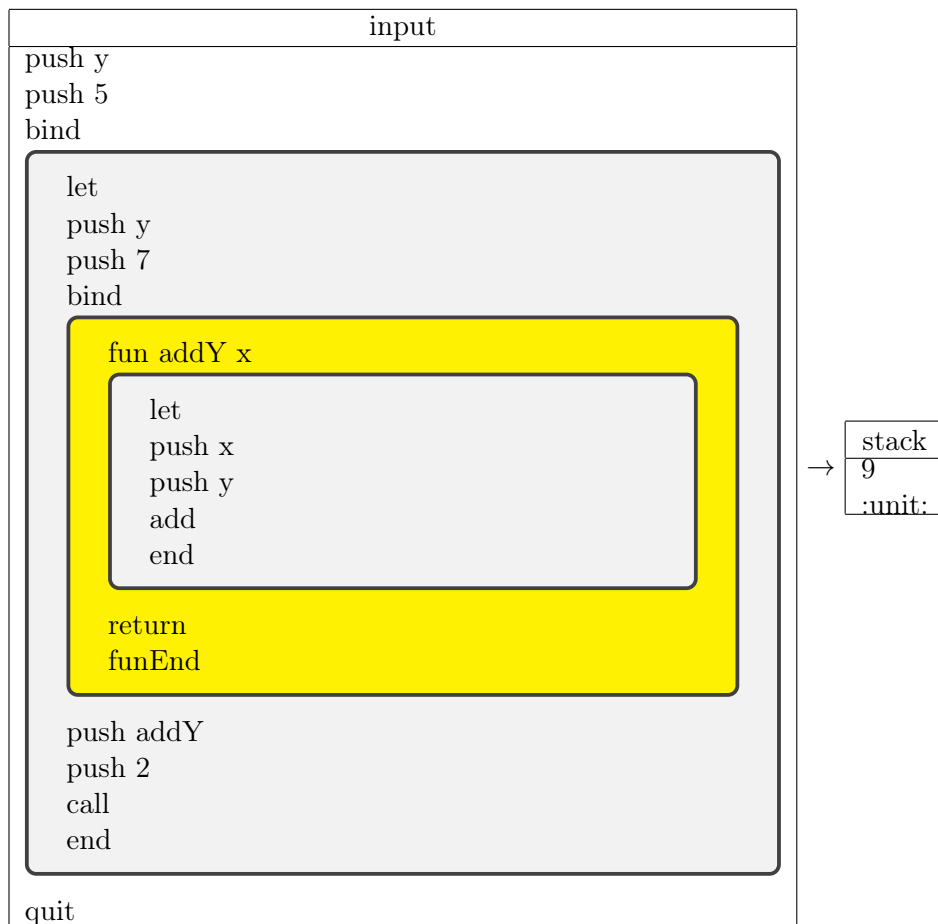 input
push y
push 5
bind
let
push y
push 7
bind
fun addY x
let
push x
push y
add
end
return
funEnd
push addY
push 2
call
end
quit
→
stack
9
:unit: